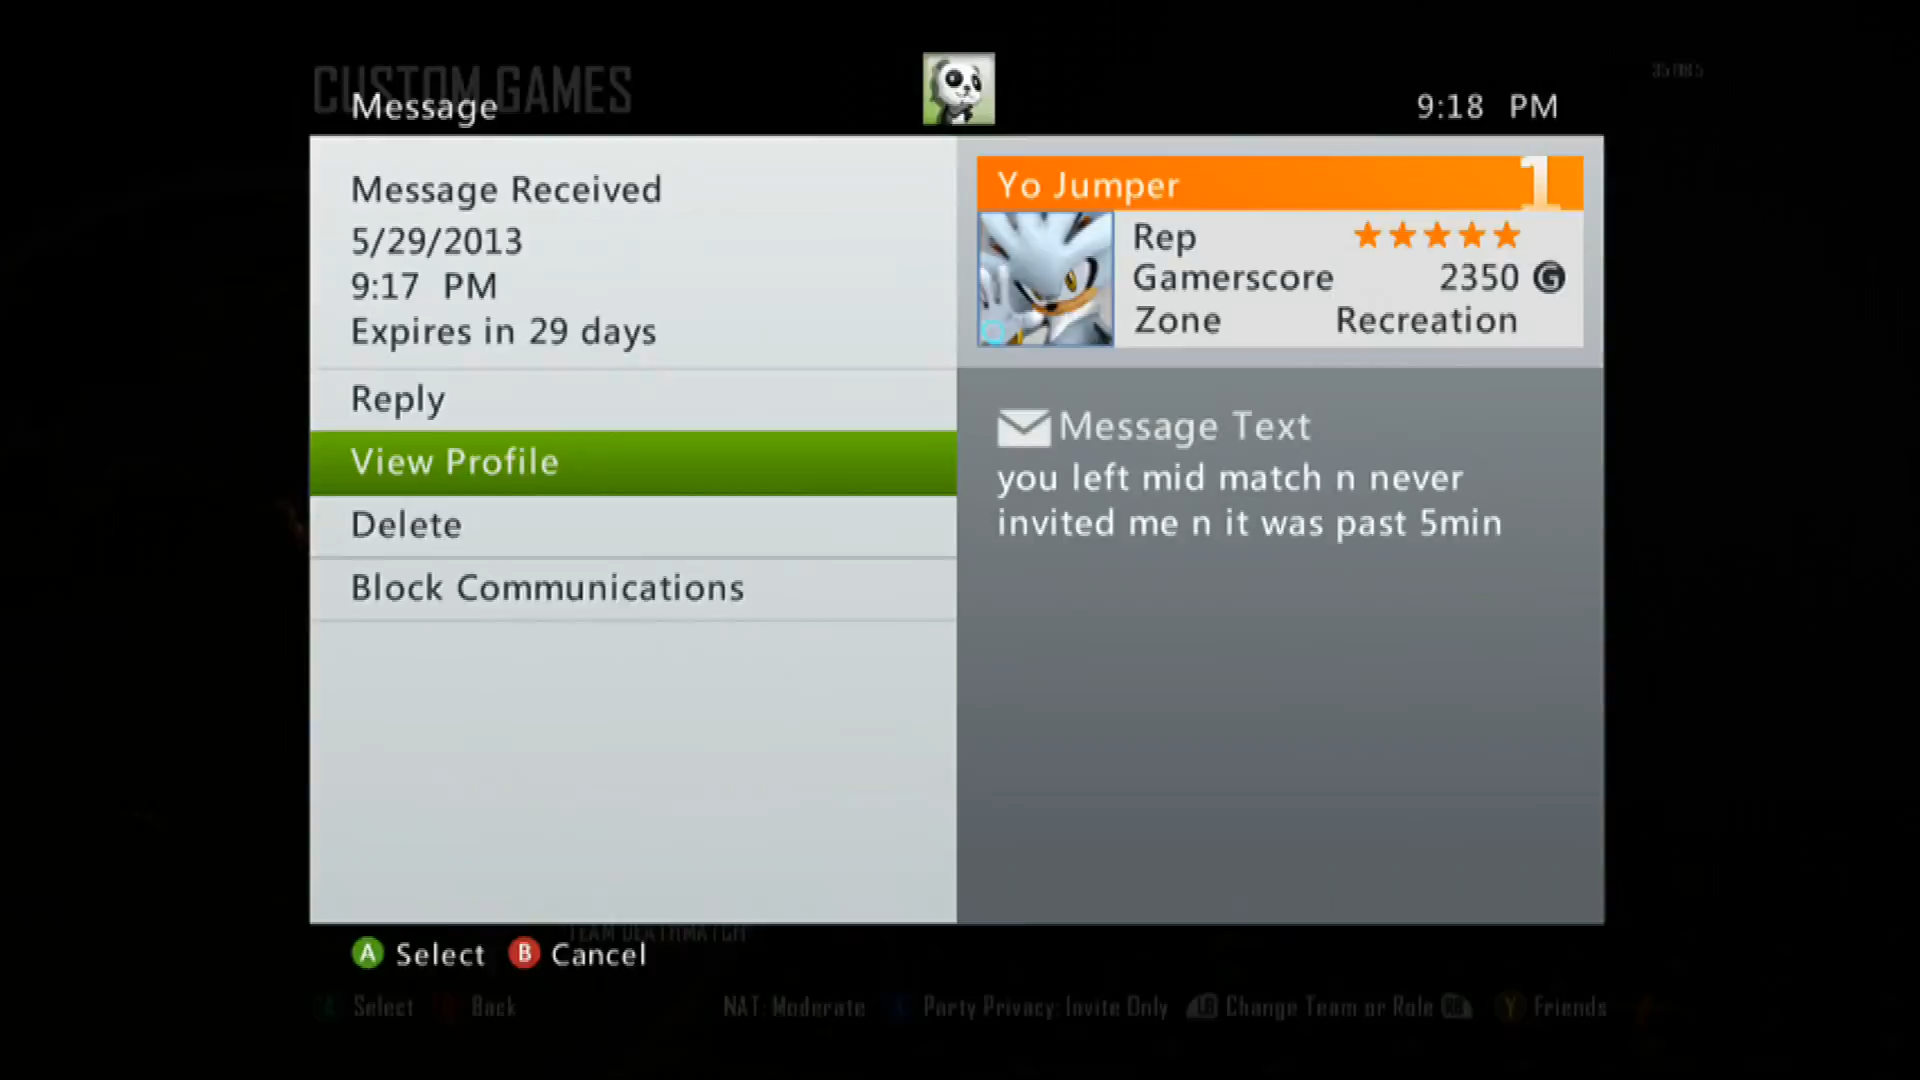 CUSTOM GAMES
Message
9:18 PM
Message Received
5/29/2013
9:17 PM
Expires in 29 days
Reply
View Profile
Delete
Block Communications
Yo Jumper 1
Rep
Gamerscore 2350 G
Zone Recreation
Message Text
you left mid match n never
invited me n it was past 5min
TEAM DEATHMATCH
A Select B Cancel
A Select Back NAT: Moderate Party Privacy: Invite Only LB Change Team or Role RB Y Friends